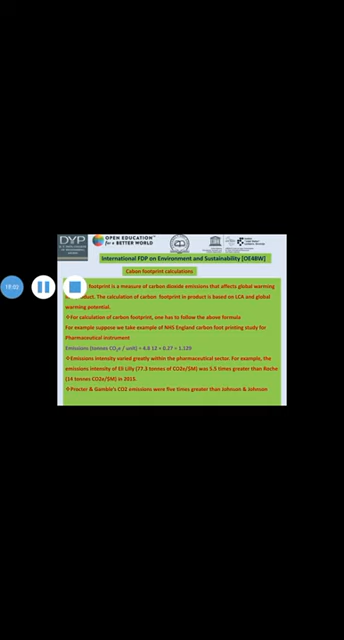 DYP
OPEN EDUCATION
for a BETTER WORLD
International FDP on Environment and Sustainability [OE4BW]
Cabon footprint calculations
footprint is a measure of carbon dioxide emissions that affects global warming
product. The calculation of carbon footprint in product is based on LCA and global
warming potential.
❖For calculation of carbon footprint, one has to follow the above formula
For example suppose we take example of NHS England carbon foot printing study for
Pharmaceutical instrument
Emissions (tonnes CO2e / unit) = 4.8 12 = 0.27 = 1,129
❖Emissions intensity varied greatly within the pharmaceutical sector. For example, the
emissions intensity of Eli Lilly (77.3 tonnes of CO2e/$M) was 5.5 times greater than Roche
(14 tonnes CO2e/$M) in 2015.
❖Procter & Gamble's CO2 emissions were five times greater than Johnson & Johnson